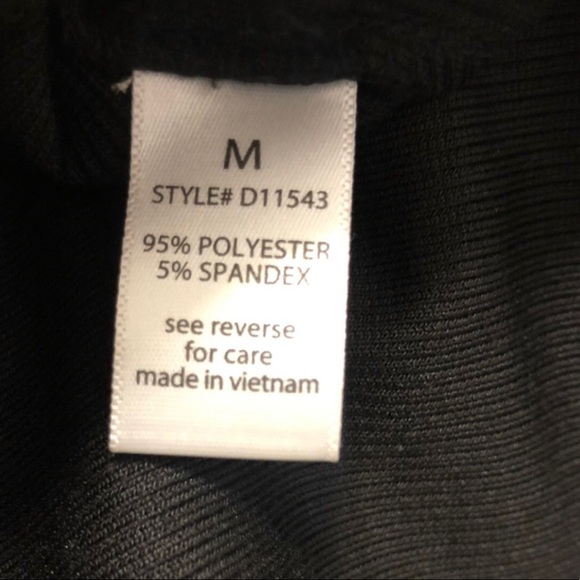 M
STYLE# D11543
95% POLYESTER
5% SPANDEX
see reverse
for care
made in vietnam